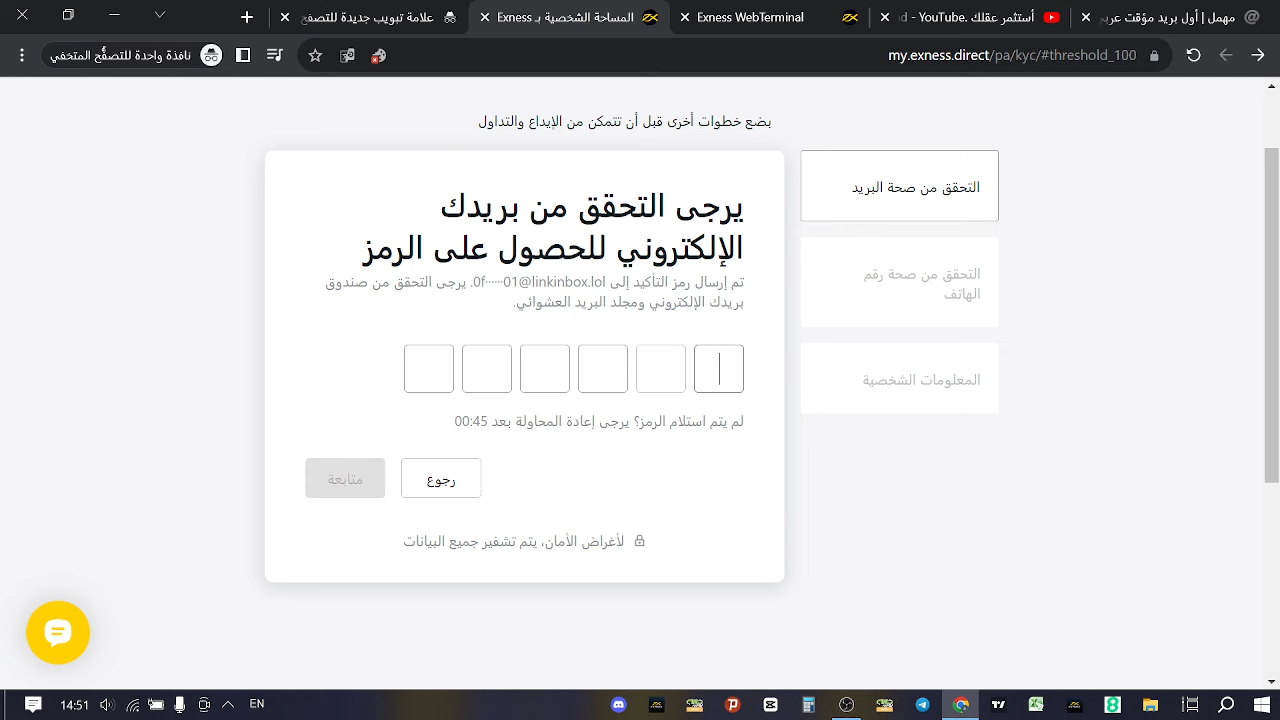 علامة تبويب جديدة للتصفح
المساحة الشخصية بـ Exness
Exness WebTerminal
أستثمر عقلك. - YouTube
مهمل | أول بريد مؤقت عربي
نافذة واحدة للتصفُّح المتخفي
my.exness.direct/pa/kyc/#threshold_100
بضع خطوات أخرى قبل أن تتمكن من الإيداع والتداول
التحقق من صحة البريد
التحقق من صحة رقم
الهاتف
المعلومات الشخصية
يرجى التحقق من بريدك
الإلكتروني للحصول على الرمز
تم إرسال رمز التأكيد إلى 0f······01@linkinbox.lol. يرجى التحقق من صندوق
بريدك الإلكتروني ومجلد البريد العشوائي.
لم يتم استلام الرمز؟ يرجى إعادة المحاولة بعد 00:45
رجوع
متابعة
لأغراض الأمان، يتم تشفير جميع البيانات
14:51
EN